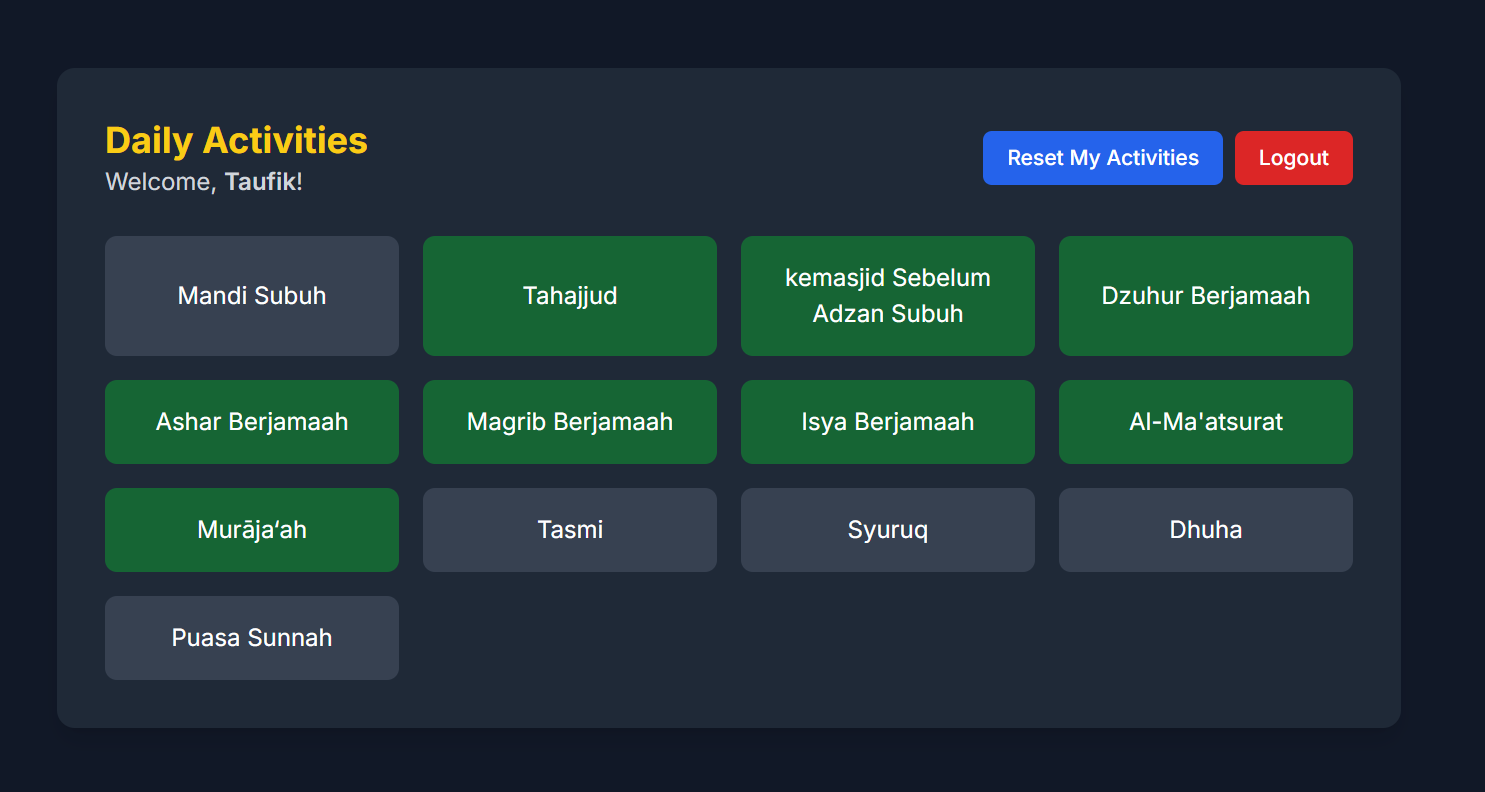 Daily Activities
Welcome, Taufik!
Reset My Activities
Logout
Mandi Subuh
Tahajjud
kemasjid Sebelum
Adzan Subuh
Dzuhur Berjamaah
Ashar Berjamaah
Magrib Berjamaah
Isya Berjamaah
Al-Ma'atsurat
Murāja‘ah
Tasmi
Syuruq
Dhuha
Puasa Sunnah